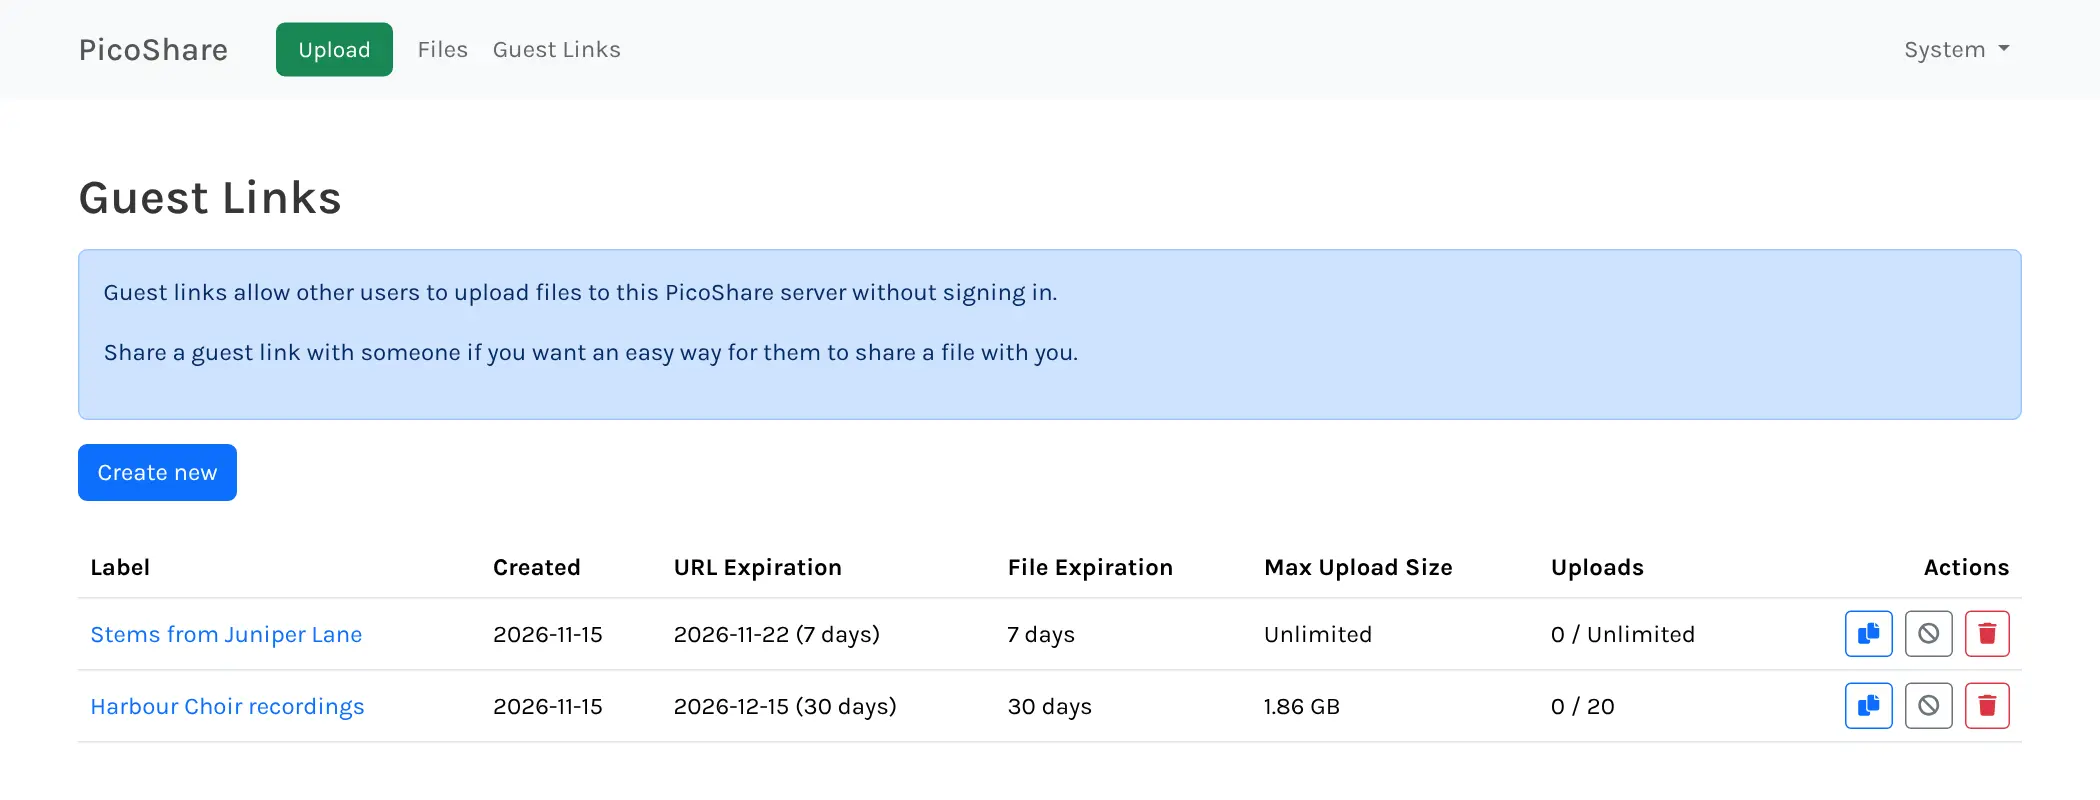 PicoShare Upload Files Guest Links System
Guest Links
Guest links allow other users to upload files to this PicoShare server without signing in.
Share a guest link with someone if you want an easy way for them to share a file with you.
Create new
Label Created URL Expiration File Expiration Max Upload Size Uploads Actions
Stems from Juniper Lane 2026-11-15 2026-11-22 (7 days) 7 days Unlimited 0 / Unlimited
Harbour Choir recordings 2026-11-15 2026-12-15 (30 days) 30 days 1.86 GB 0 / 20